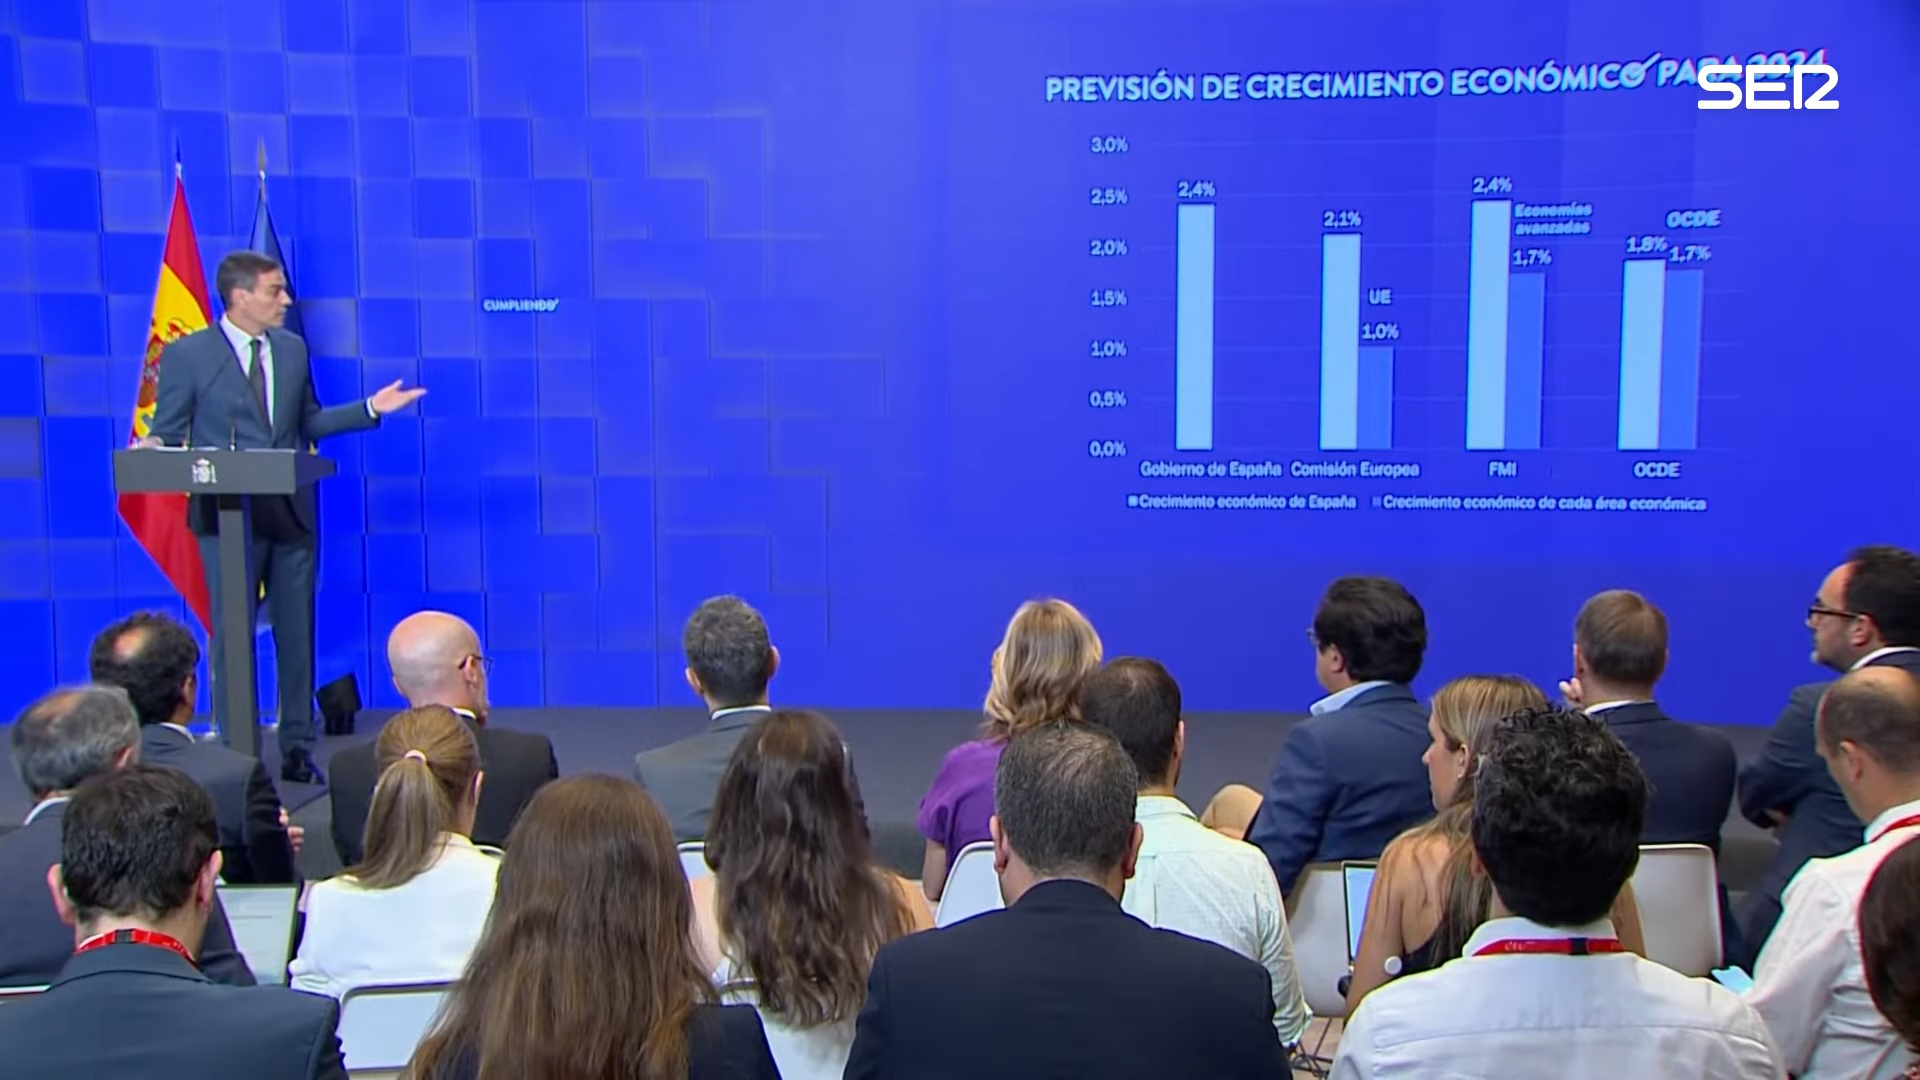 SER
PREVISIÓN DE CRECIMIENTO ECONÓMICO PARA 2024
3,0%
2,5%
2,0%
1,5%
1,0%
0,5%
0,0%
2,4%
2,1%
UE
1,0%
2,4%
Economías
avanzadas
1,7%
OCDE
1,8% 1,7%
Gobierno de España Comisión Europea FMI OCDE
Crecimiento económico de España Crecimiento económico de cada área económica
CUMPLIENDO